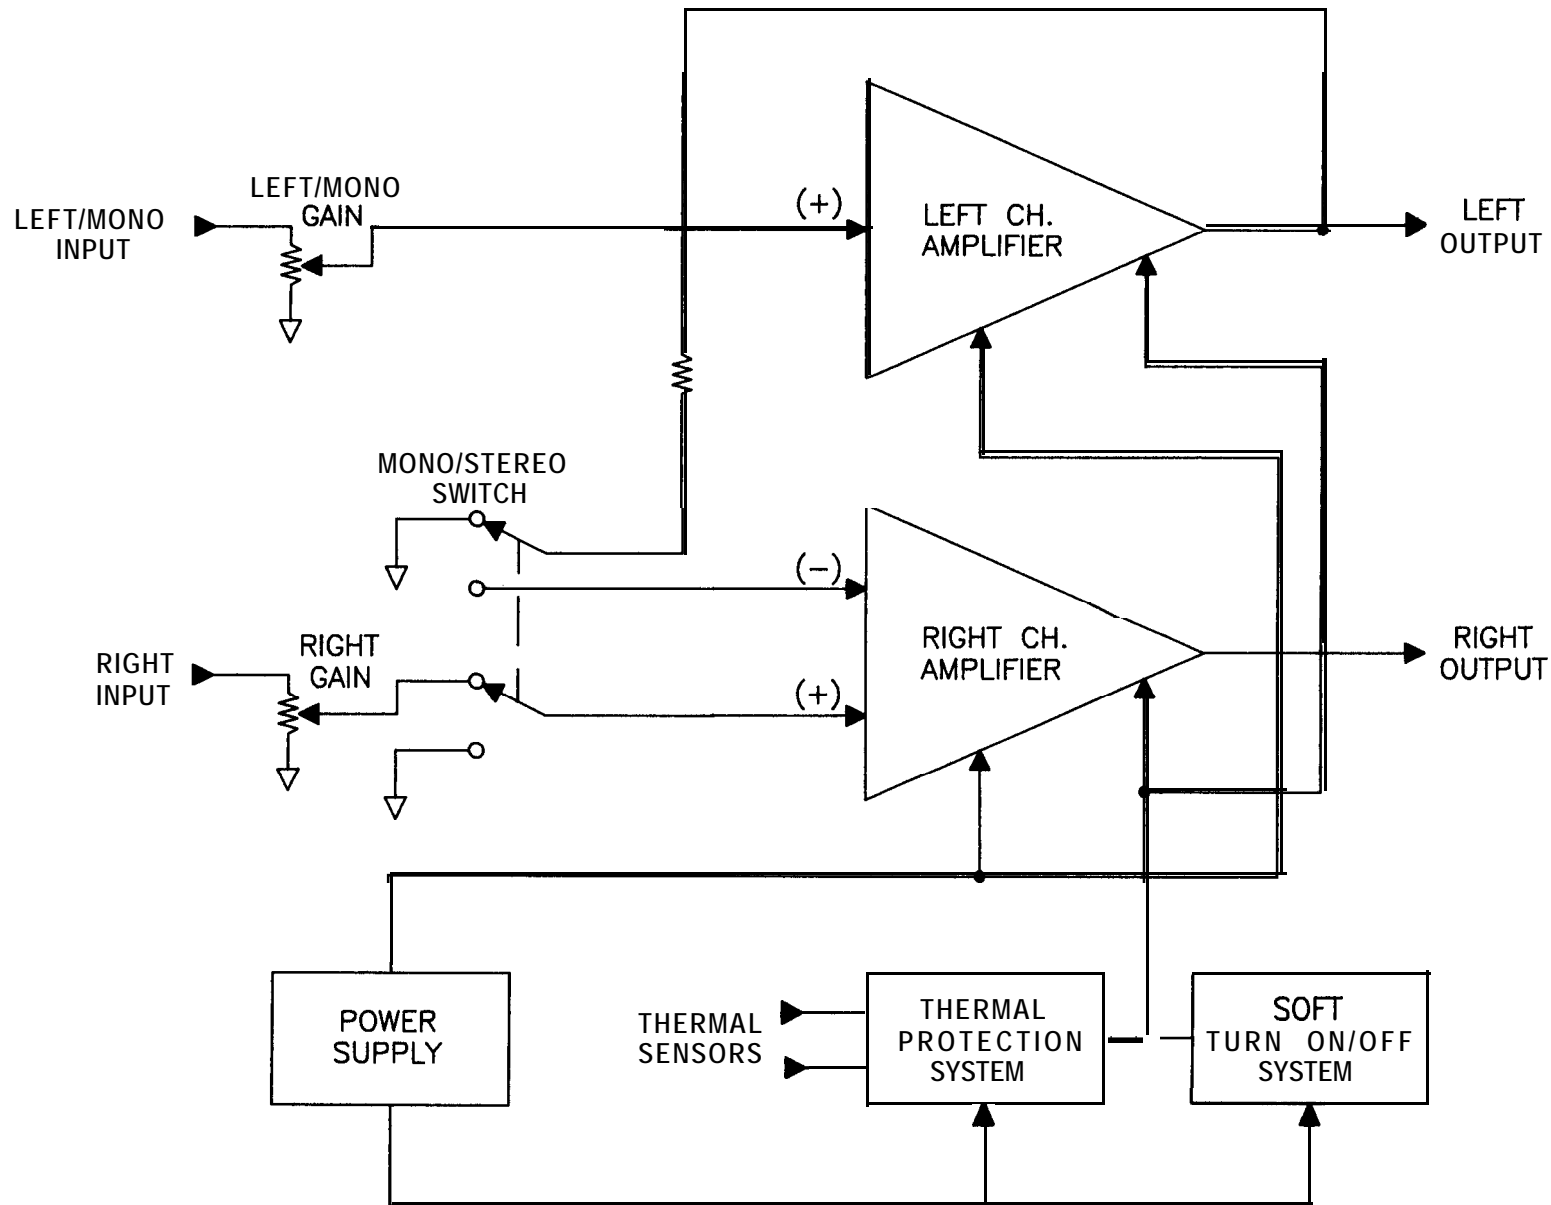 LEFT/MONO
INPUT
LEFT/MONO
GAIN
(+)
LEFT CH.
AMPLIFIER
LEFT
OUTPUT
MONO/STEREO
SWITCH
(−)
RIGHT
INPUT
RIGHT
GAIN
(+)
RIGHT CH.
AMPLIFIER
RIGHT
OUTPUT
POWER
SUPPLY
THERMAL
SENSORS
THERMAL
PROTECTION
SYSTEM
SOFT
TURN ON/OFF
SYSTEM